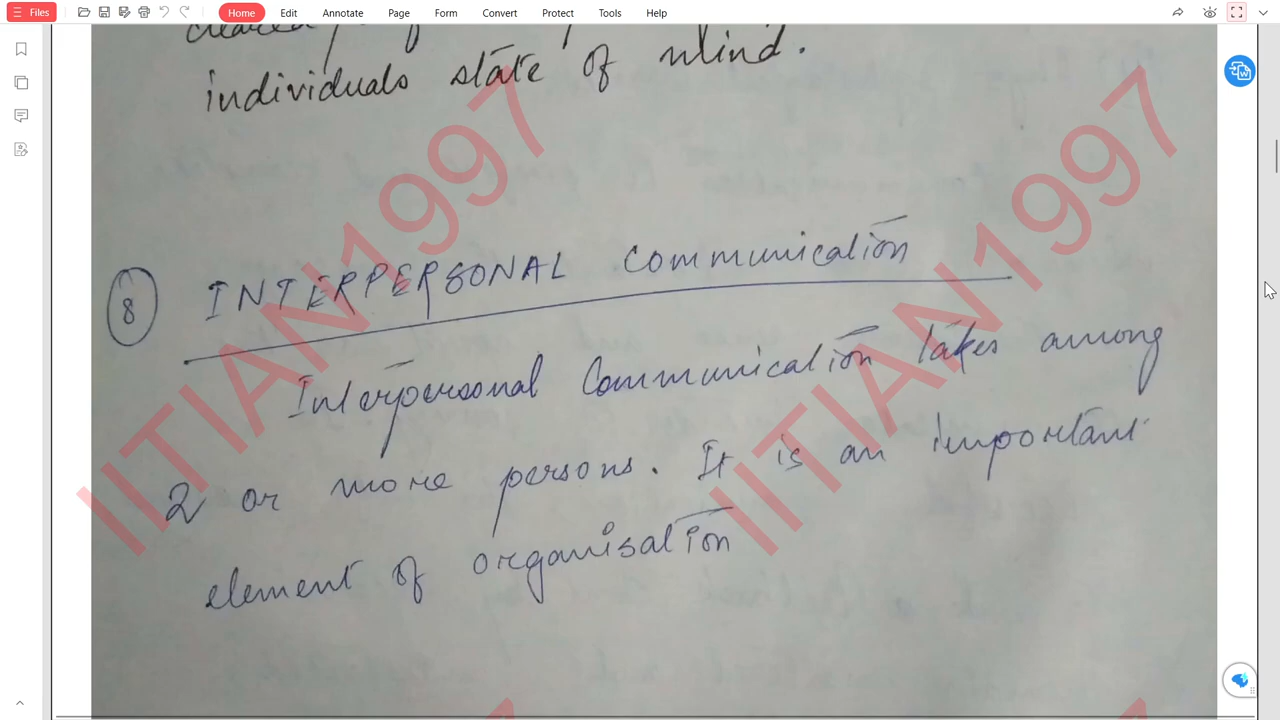 Files
Home Edit Annotate Page Form Convert Protect Tools Help
individuals state of mind.
8 INTERPERSONAL Communication
Interpersonal Communication takes among
2 or more persons. It is an important
element of organisation
IITIAN1997
IITIAN1997